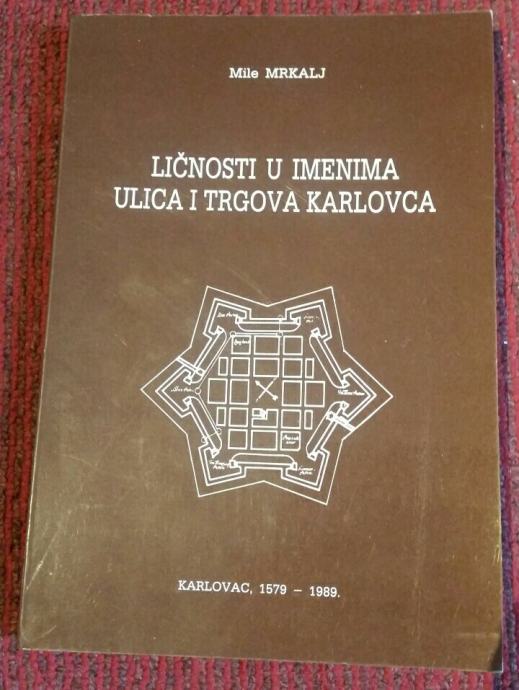 Mile MRKALJ
LIČNOSTI U IMENIMA
ULICA I TRGOVA KARLOVCA
KARLOVAC, 1579 – 1989.